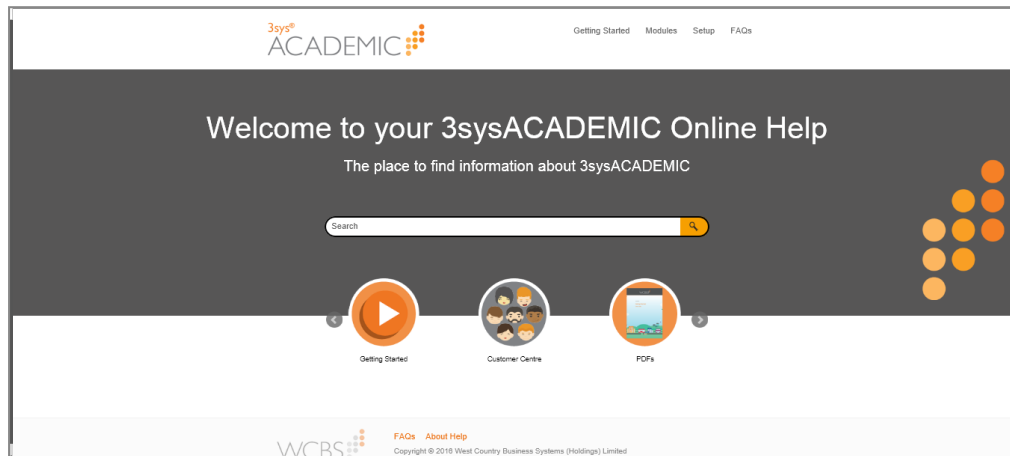 3sys®
ACADEMIC
Getting Started Modules Setup FAQs
Welcome to your 3sysACADEMIC Online Help
The place to find information about 3sysACADEMIC
Search
Getting Started Customer Centre PDFs
WCBS
FAQs About Help
Copyright © 2016 West Country Business Systems (Holdings) Limited